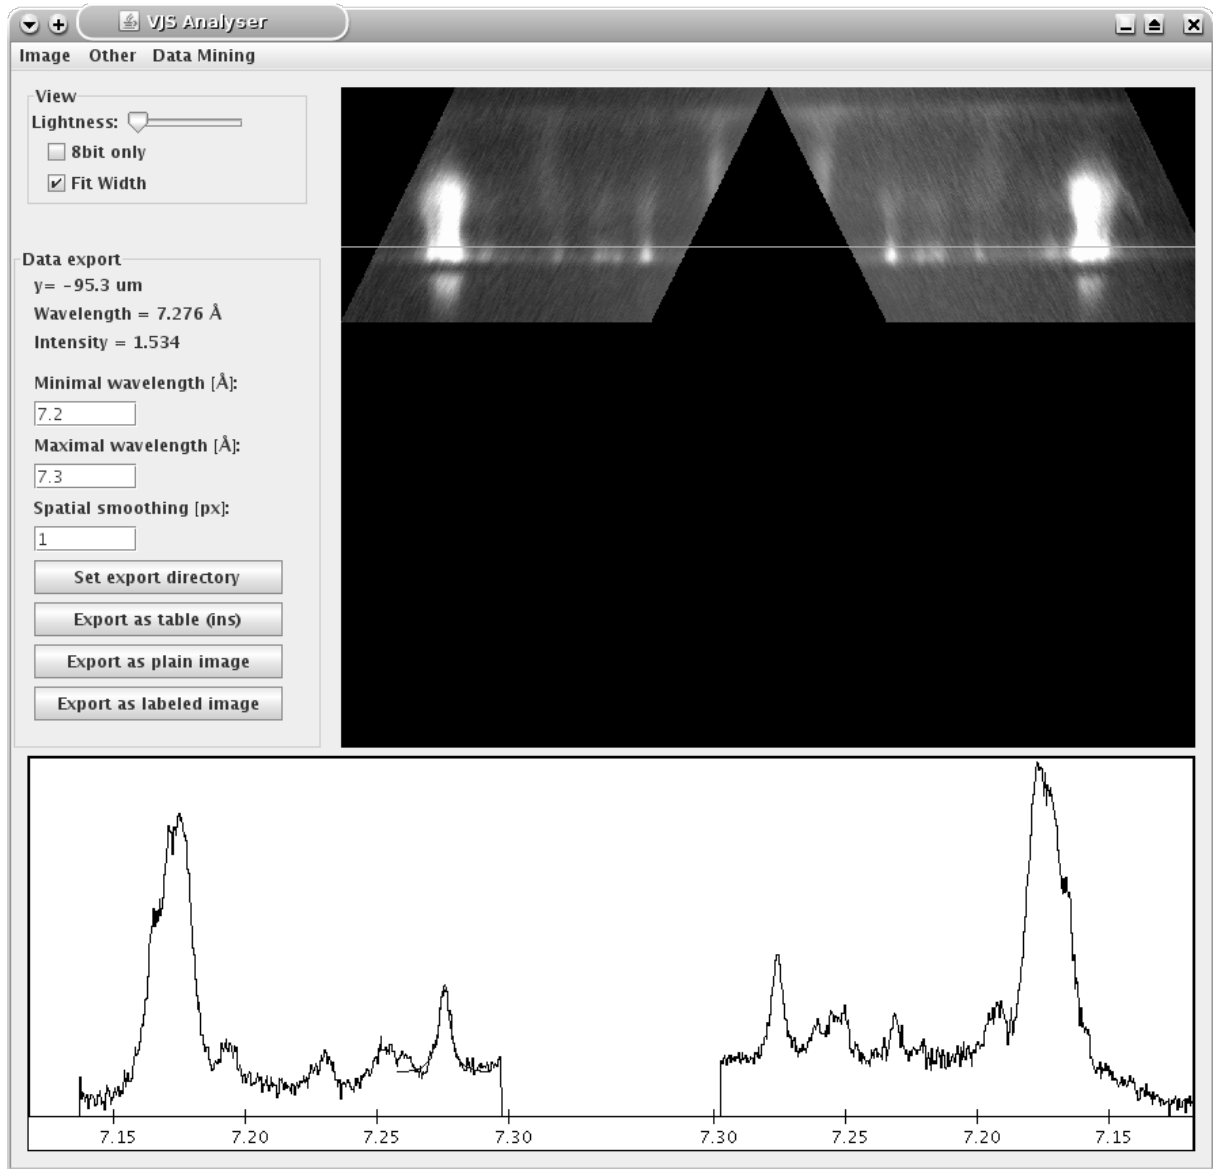 VJS Analyser
Image Other Data Mining
View
Lightness:
8bit only
Fit Width
Data export
y= -95.3 um
Wavelength = 7.276 Å
Intensity = 1.534
Minimal wavelength [Å]:
7.2
Maximal wavelength [Å]:
7.3
Spatial smoothing [px]:
1
Set export directory
Export as table (ins)
Export as plain image
Export as labeled image
7.15 7.20 7.25 7.30 7.30 7.25 7.20 7.15